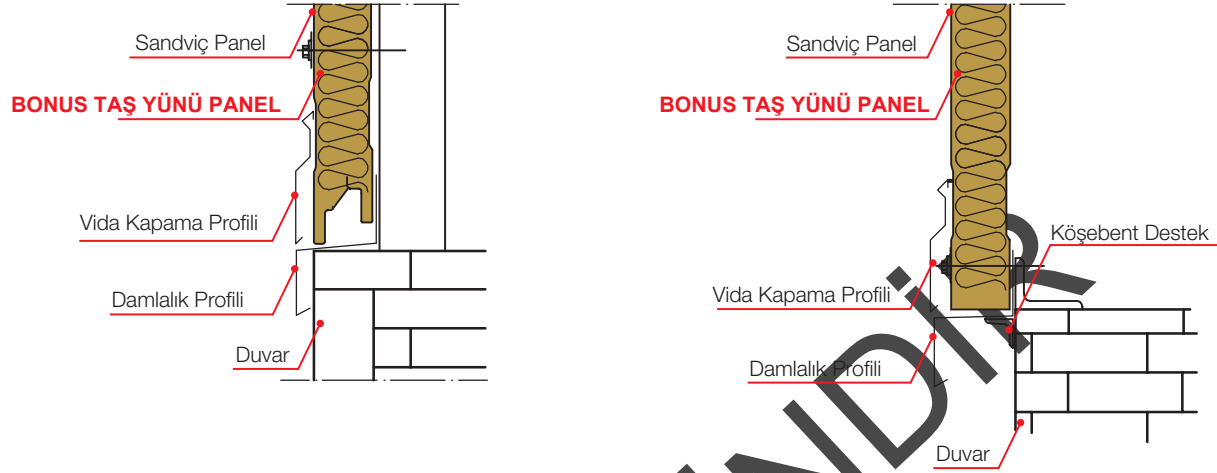 Sandviç Panel
BONUS TAŞ YÜNÜ PANEL
Vida Kapama Profili
Damlalık Profili
Duvar
Sandviç Panel
BONUS TAŞ YÜNÜ PANEL
Köşebent Destek
Vida Kapama Profili
Damlalık Profili
Duvar